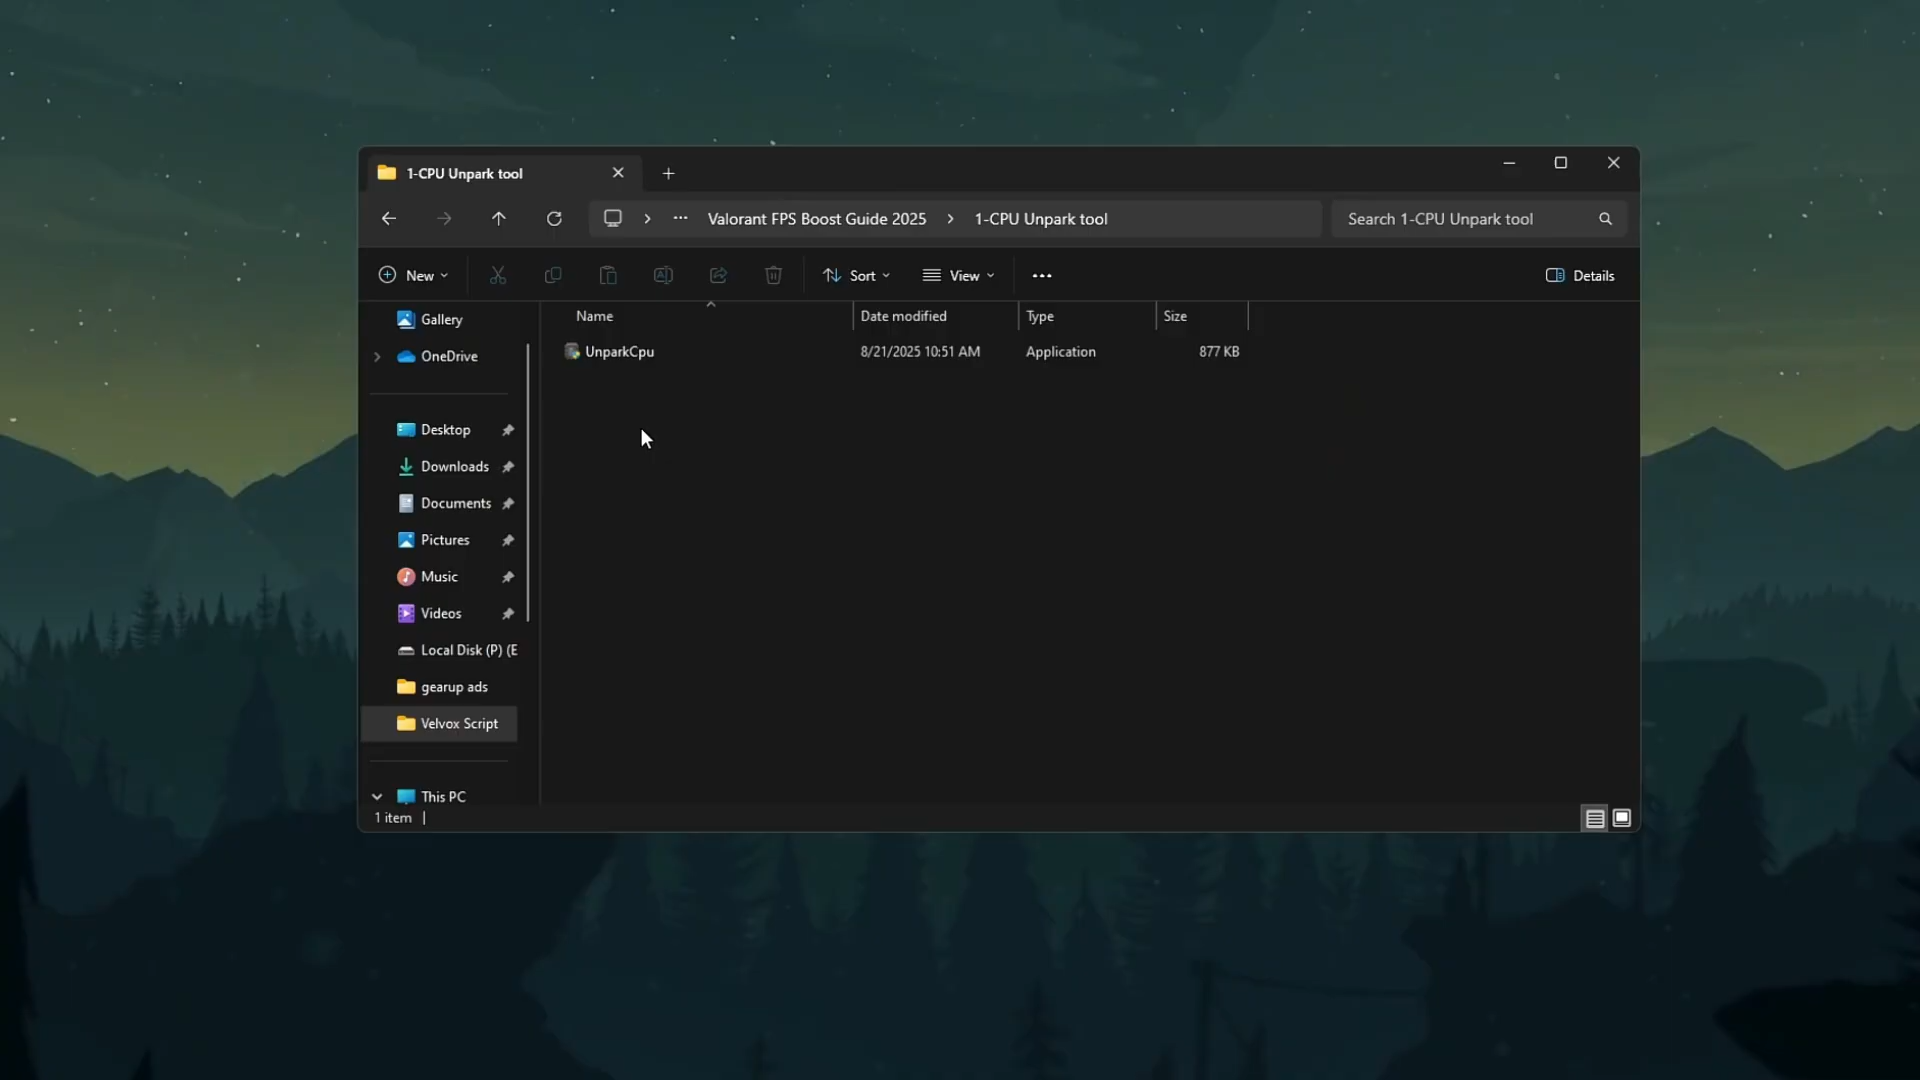 1-CPU Unpark tool
Valorant FPS Boost Guide 2025 > 1-CPU Unpark tool
Search 1-CPU Unpark tool
New
Sort
View
Details
Name
Date modified
Type
Size
UnparkCpu
8/21/2025 10:51 AM
Application
877 KB
Gallery
OneDrive
Desktop
Downloads
Documents
Pictures
Music
Videos
Local Disk (P) (E
gearup ads
Velvox Script
This PC
1 item